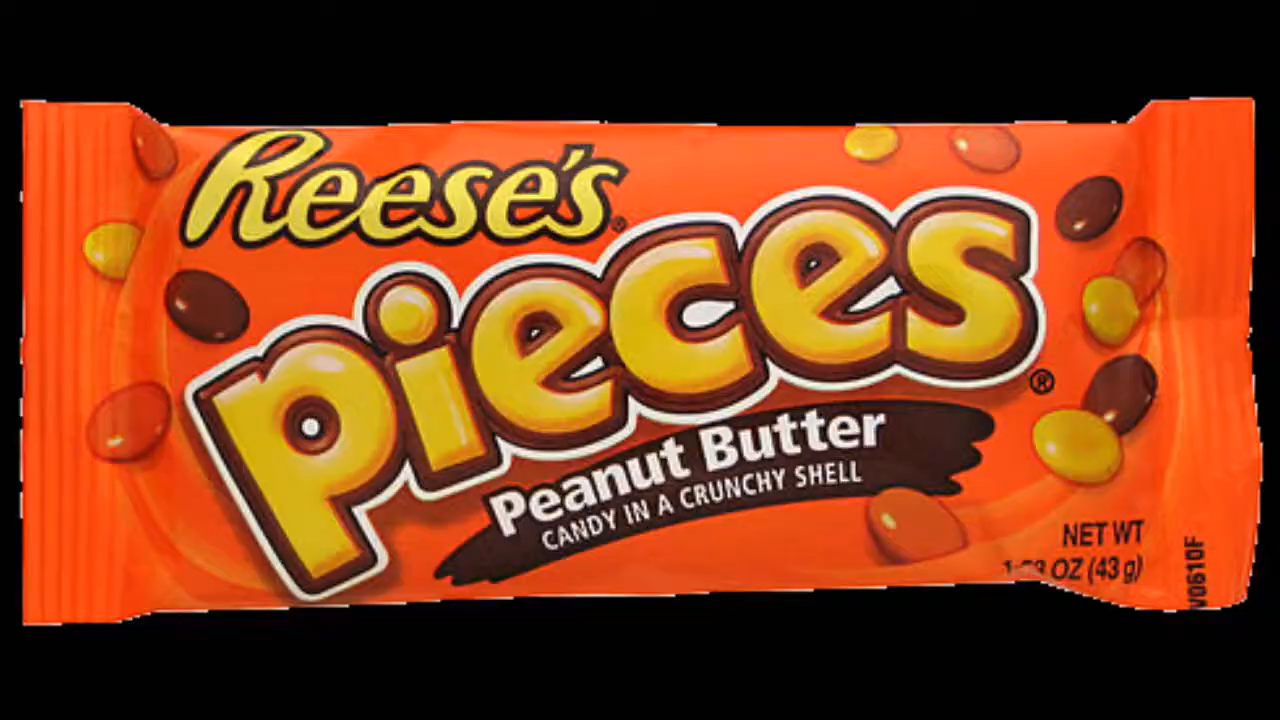 Reese's®
pieces®
Peanut Butter
CANDY IN A CRUNCHY SHELL
NET WT
OZ (43 g)
V0610F